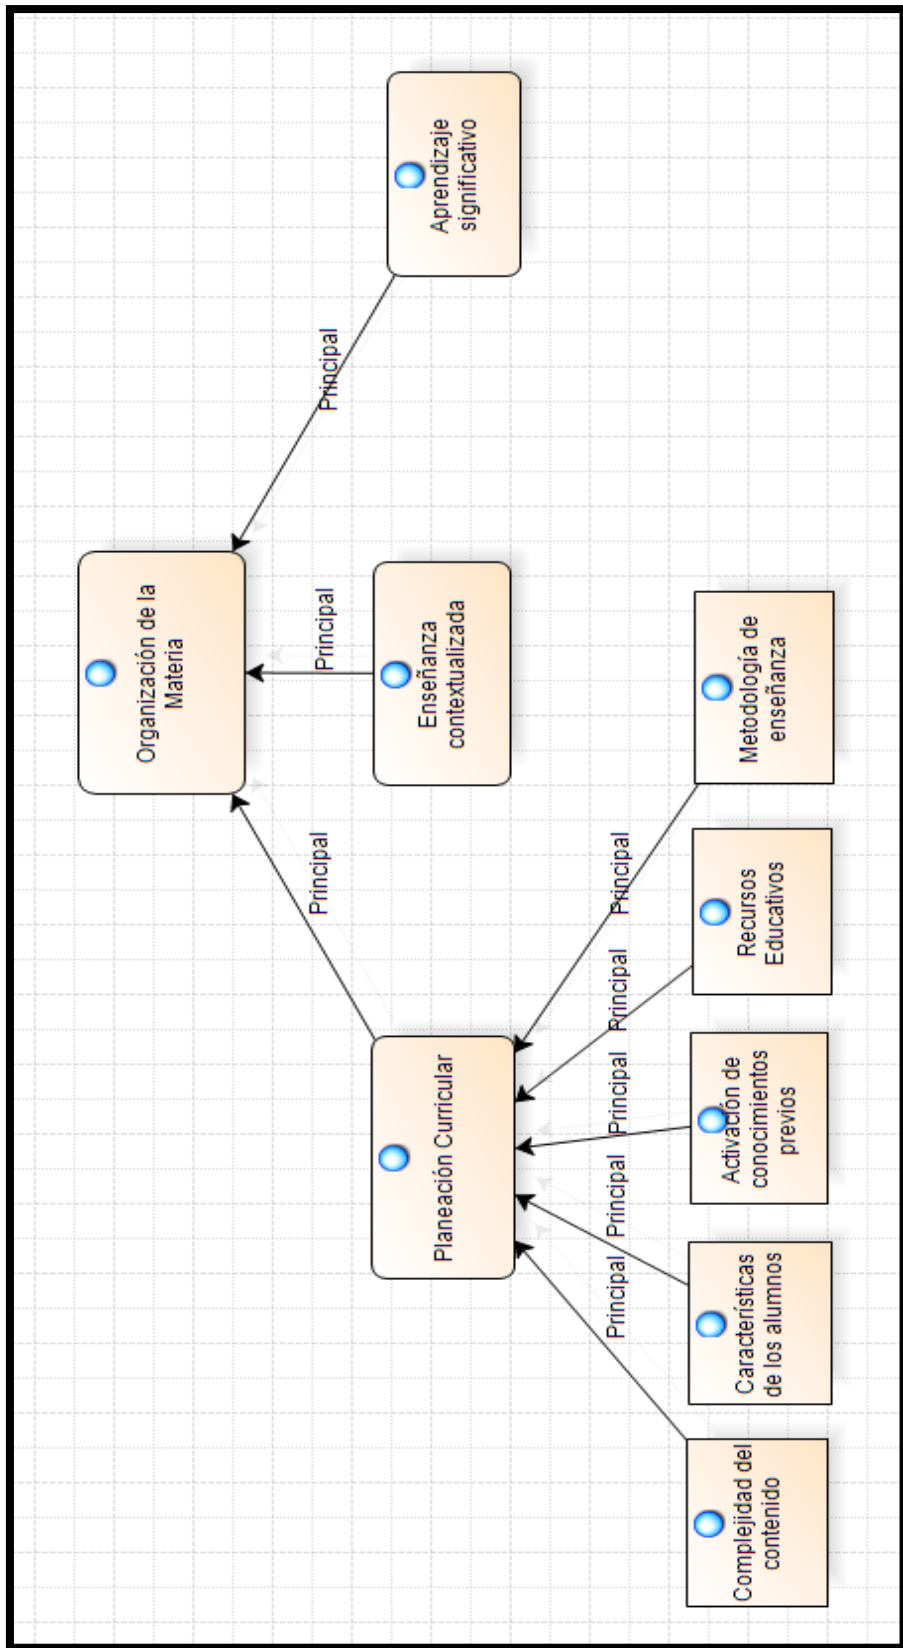 Organización de la
Materia
Principal
Principal
Principal
Planeación Curricular
Enseñanza
contextualizada
Aprendizaje
significativo
Principal
Principal
Principal
Principal
Principal
Complejidad del
contenido
Características
de los alumnos
Activación de
conocimientos
previos
Recursos
Educativos
Metodología de
enseñanza